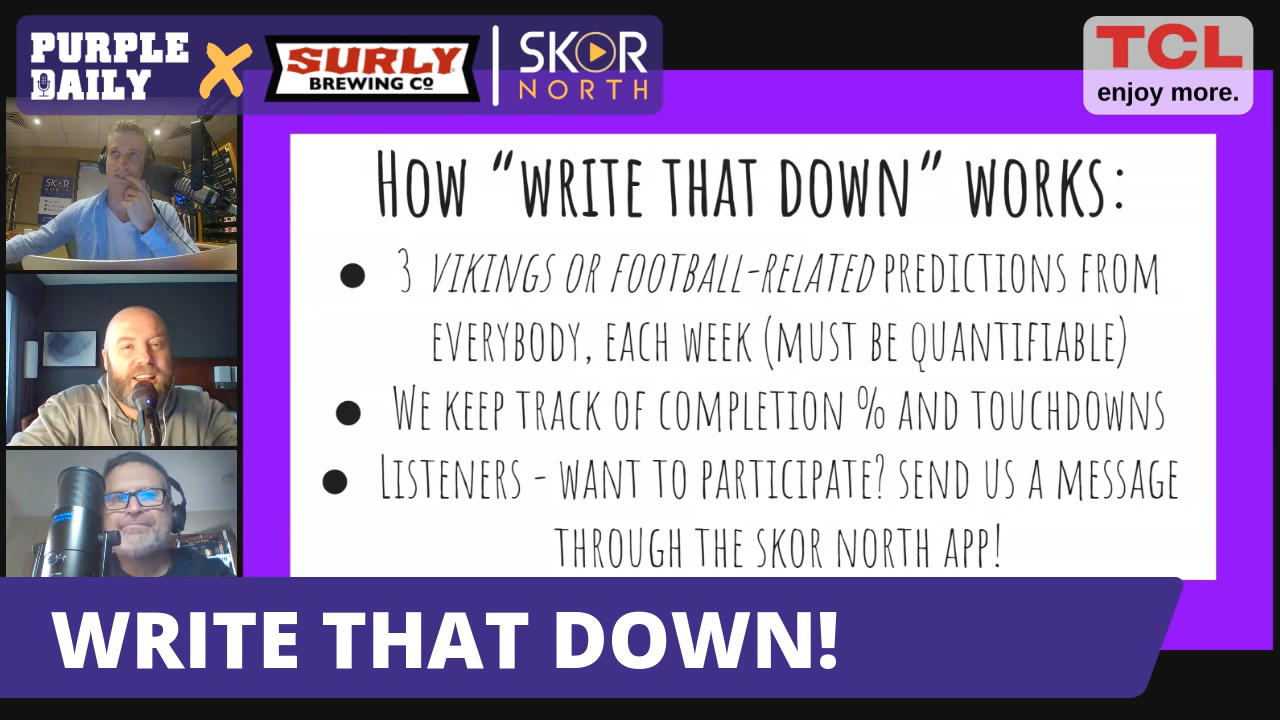 PURPLE
DAILY
SURLY
BREWING CO
SKOR
NORTH
TCL
enjoy more.
SKOR
NORTH
HOW "WRITE THAT DOWN" WORKS:
● 3 VIKINGS OR FOOTBALL-RELATED PREDICTIONS FROM
EVERYBODY, EACH WEEK (MUST BE QUANTIFIABLE)
● WE KEEP TRACK OF COMPLETION % AND TOUCHDOWNS
● LISTENERS - WANT TO PARTICIPATE? SEND US A MESSAGE
THROUGH THE SKOR NORTH APP!
WRITE THAT DOWN!